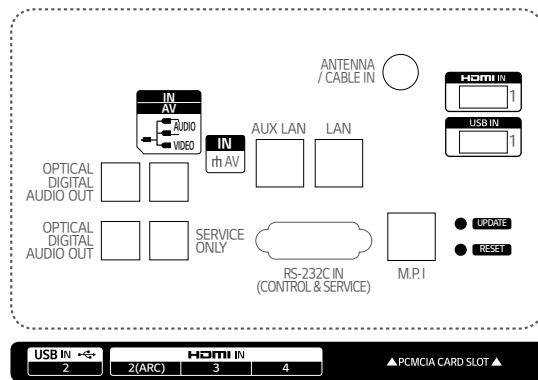 ANTENNA
/ CABLE IN
HDMI IN
1
IN
AV
AUDIO
VIDEO
USB IN
1
IN
AV
AUX LAN
LAN
OPTICAL
DIGITAL
AUDIO OUT
OPTICAL
DIGITAL
AUDIO OUT
SERVICE
ONLY
RS-232C IN
(CONTROL & SERVICE)
M.P.I
UPDATE
RESET
USB IN
2
HDMI IN
2(ARC) 3 4
▲PCMCIA CARD SLOT▲